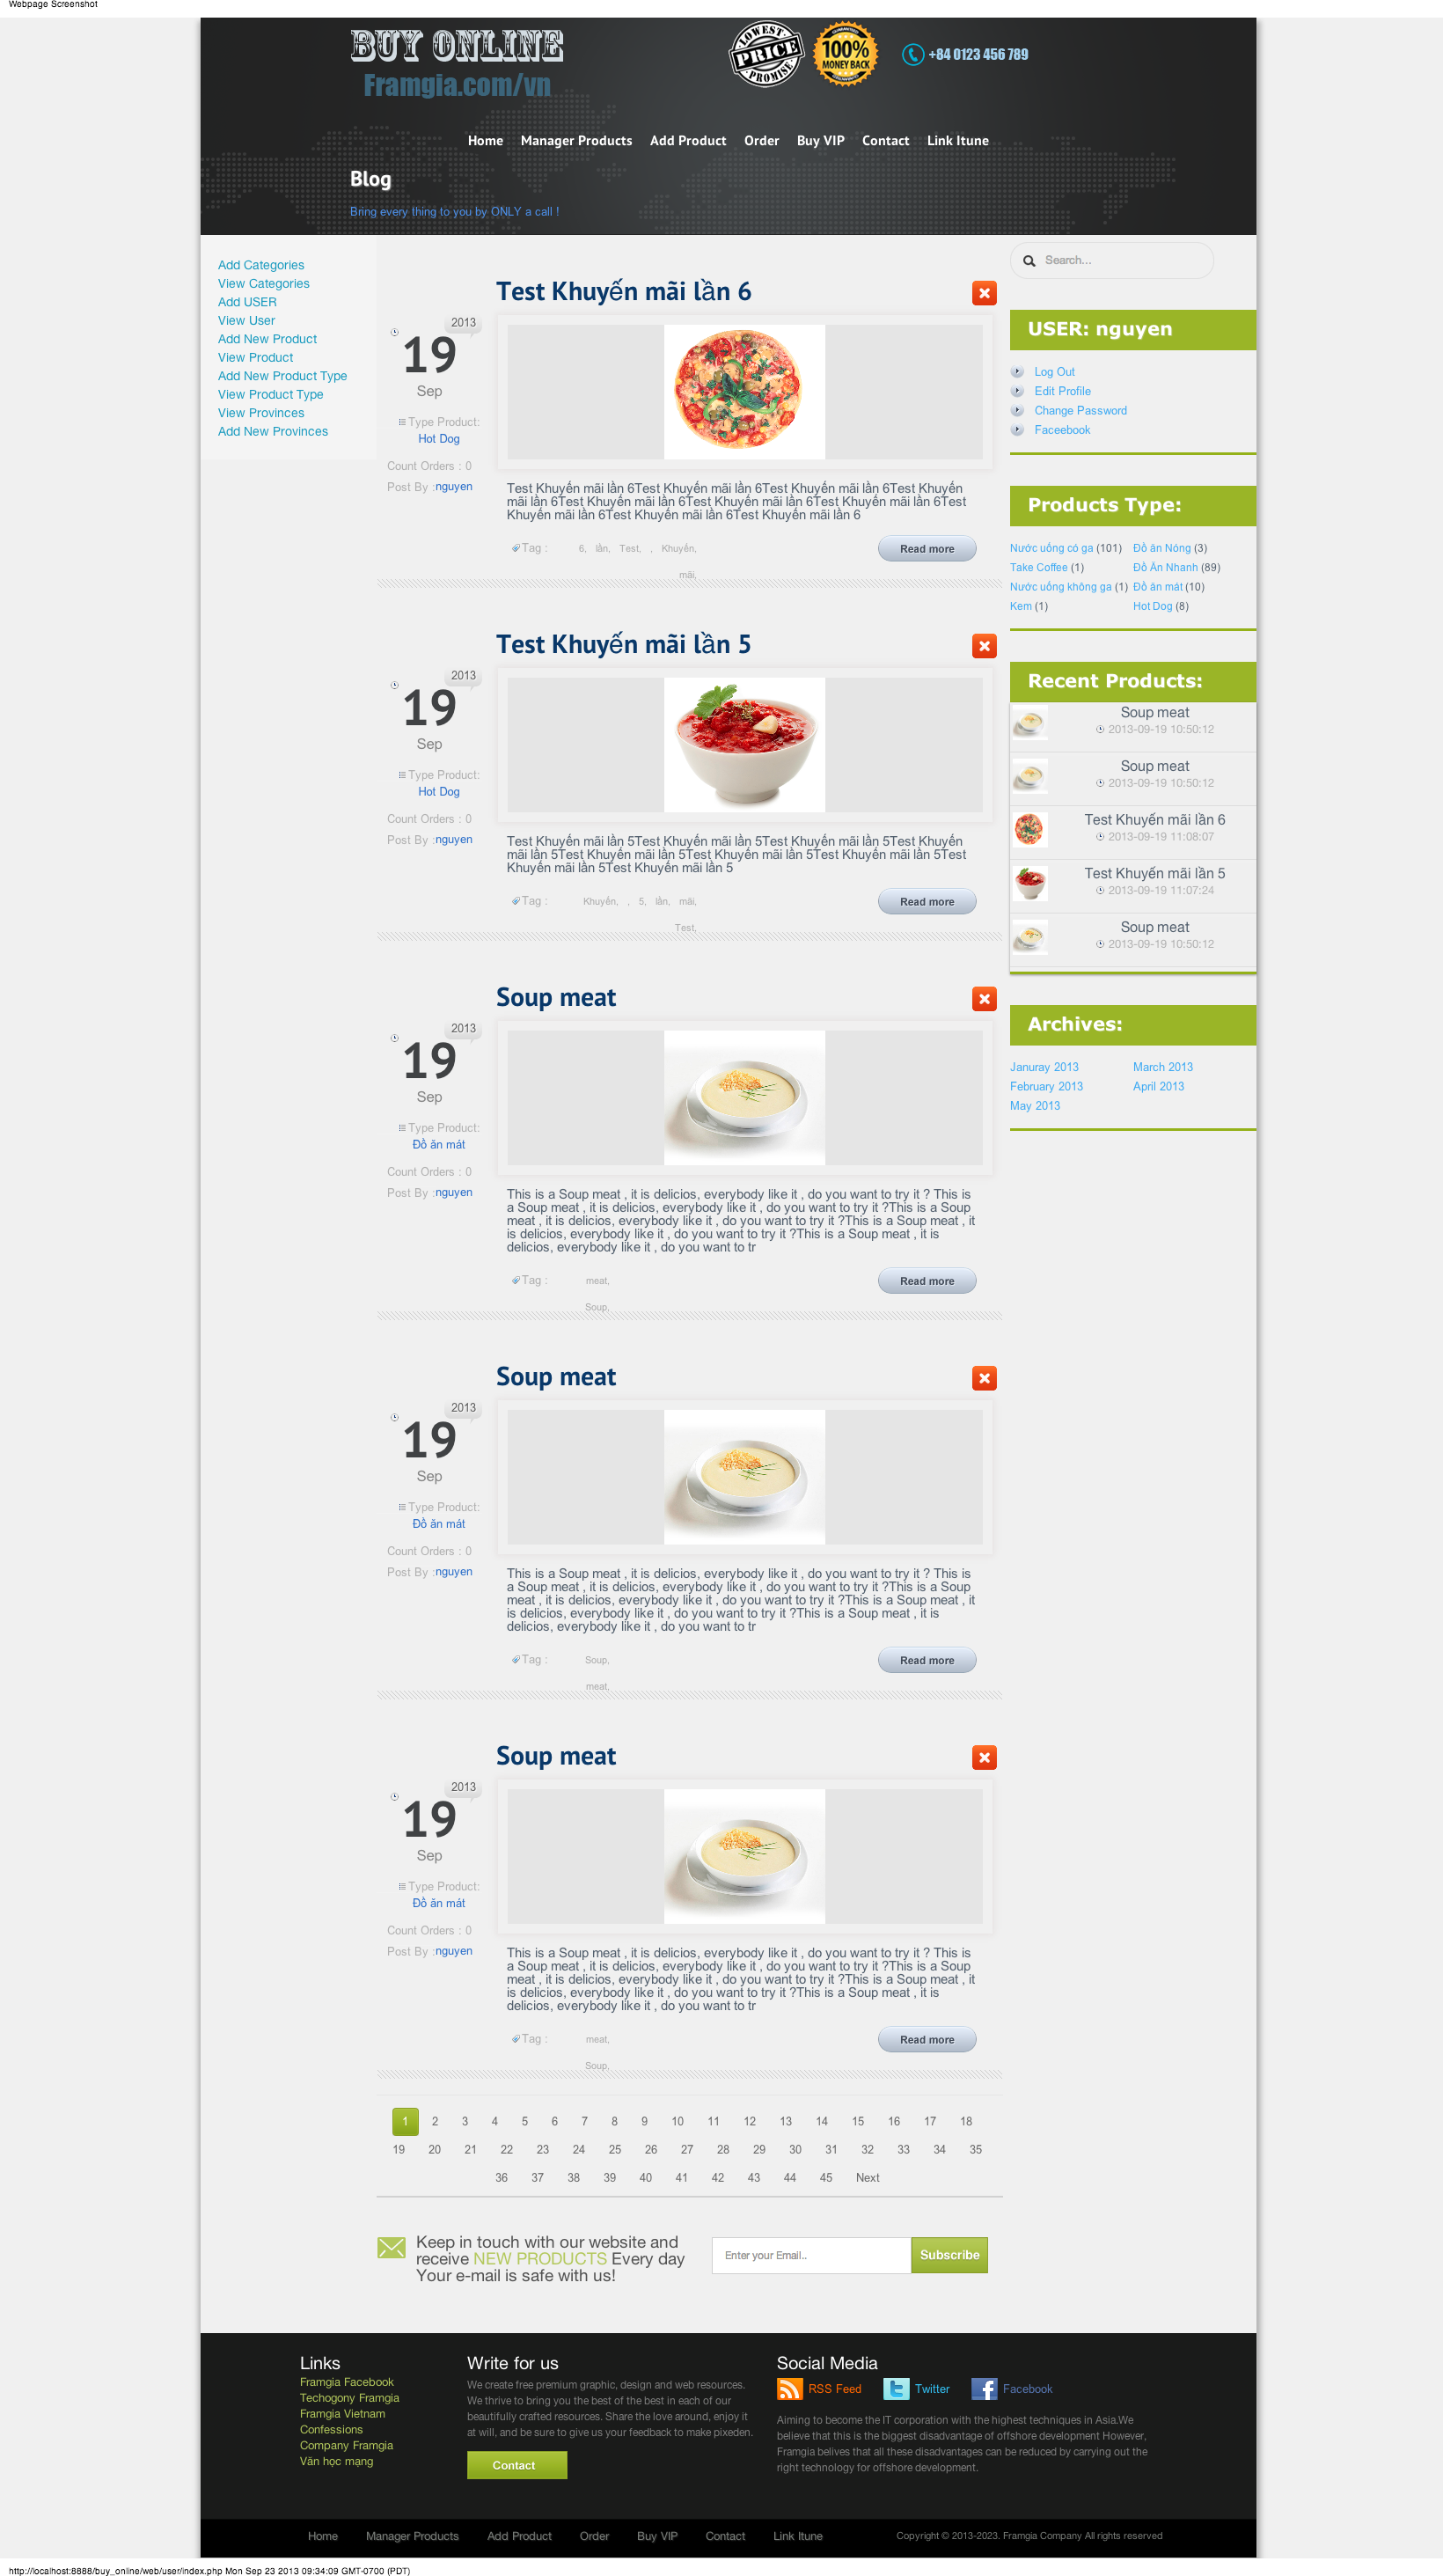 Webpage Screenshot
BUY ONLINE
Framgia.com/vn
LOWEST PRICE PROMISE
100% MONEY BACK
+84 0123 456 789
Home Manager Products Add Product Order Buy VIP Contact Link Itune
Blog
Bring every thing to you by ONLY a call !
Add Categories
View Categories
Add USER
View User
Add New Product
View Product
Add New Product Type
View Product Type
View Provinces
Add New Provinces
Test Khuyến mãi lần 6
2013
19
Sep
Type Product:
Hot Dog
Count Orders : 0
Post By :nguyen
Test Khuyến mãi lần 6Test Khuyến mãi lần 6Test Khuyến mãi lần 6Test Khuyến
mãi lần 6Test Khuyến mãi lần 6Test Khuyến mãi lần 6Test Khuyến mãi lần 6Test
Khuyến mãi lần 6Test Khuyến mãi lần 6Test Khuyến mãi lần 6
Tag : 6, lần, Test, , Khuyến,
mãi,
Read more
Test Khuyến mãi lần 5
2013
19
Sep
Type Product:
Hot Dog
Count Orders : 0
Post By :nguyen
Test Khuyến mãi lần 5Test Khuyến mãi lần 5Test Khuyến mãi lần 5Test Khuyến
mãi lần 5Test Khuyến mãi lần 5Test Khuyến mãi lần 5Test Khuyến mãi lần 5Test
Khuyến mãi lần 5Test Khuyến mãi lần 5
Tag : Khuyến, , 5, lần, mãi,
Test,
Read more
Soup meat
2013
19
Sep
Type Product:
Đồ ăn mát
Count Orders : 0
Post By :nguyen
This is a Soup meat , it is delicios, everybody like it , do you want to try it ? This is
a Soup meat , it is delicios, everybody like it , do you want to try it ?This is a Soup
meat , it is delicios, everybody like it , do you want to try it ?This is a Soup meat , it
is delicios, everybody like it , do you want to try it ?This is a Soup meat , it is
delicios, everybody like it , do you want to tr
Tag : meat,
Soup,
Read more
Soup meat
2013
19
Sep
Type Product:
Đồ ăn mát
Count Orders : 0
Post By :nguyen
This is a Soup meat , it is delicios, everybody like it , do you want to try it ? This is
a Soup meat , it is delicios, everybody like it , do you want to try it ?This is a Soup
meat , it is delicios, everybody like it , do you want to try it ?This is a Soup meat , it
is delicios, everybody like it , do you want to try it ?This is a Soup meat , it is
delicios, everybody like it , do you want to tr
Tag : Soup,
meat,
Read more
Soup meat
2013
19
Sep
Type Product:
Đồ ăn mát
Count Orders : 0
Post By :nguyen
This is a Soup meat , it is delicios, everybody like it , do you want to try it ? This is
a Soup meat , it is delicios, everybody like it , do you want to try it ?This is a Soup
meat , it is delicios, everybody like it , do you want to try it ?This is a Soup meat , it
is delicios, everybody like it , do you want to try it ?This is a Soup meat , it is
delicios, everybody like it , do you want to tr
Tag : meat,
Soup,
Read more
1 2 3 4 5 6 7 8 9 10 11 12 13 14 15 16 17 18
19 20 21 22 23 24 25 26 27 28 29 30 31 32 33 34 35
36 37 38 39 40 41 42 43 44 45 Next
Search...
USER: nguyen
Log Out
Edit Profile
Change Password
Faceebook
Products Type:
Nước uống có ga (101) Đồ ăn Nóng (3)
Take Coffee (1) Đồ Ăn Nhanh (89)
Nước uống không ga (1) Đồ ăn mát (10)
Kem (1) Hot Dog (8)
Recent Products:
Soup meat
2013-09-19 10:50:12
Soup meat
2013-09-19 10:50:12
Test Khuyến mãi lần 6
2013-09-19 11:08:07
Test Khuyến mãi lần 5
2013-09-19 11:07:24
Soup meat
2013-09-19 10:50:12
Archives:
Januray 2013 March 2013
February 2013 April 2013
May 2013
Keep in touch with our website and
receive NEW PRODUCTS Every day
Your e-mail is safe with us!
Enter your Email..
Subscribe
Links
Framgia Facebook
Techogony Framgia
Framgia Vietnam
Confessions
Company Framgia
Văn học mạng
Write for us
We create free premium graphic, design and web resources.
We thrive to bring you the best of the best in each of our
beautifully crafted resources. Share the love around, enjoy it
at will, and be sure to give us your feedback to make pixeden.
Contact
Social Media
RSS Feed Twitter Facebook
Aiming to become the IT corporation with the highest techniques in Asia.We
believe that this is the biggest disadvantage of offshore development However,
Framgia belives that all these disadvantages can be reduced by carrying out the
right technology for offshore development.
Home Manager Products Add Product Order Buy VIP Contact Link Itune
Copyright © 2013-2023. Framgia Company All rights reserved
http://localhost:8888/buy_online/web/user/index.php Mon Sep 23 2013 09:34:09 GMT-0700 (PDT)